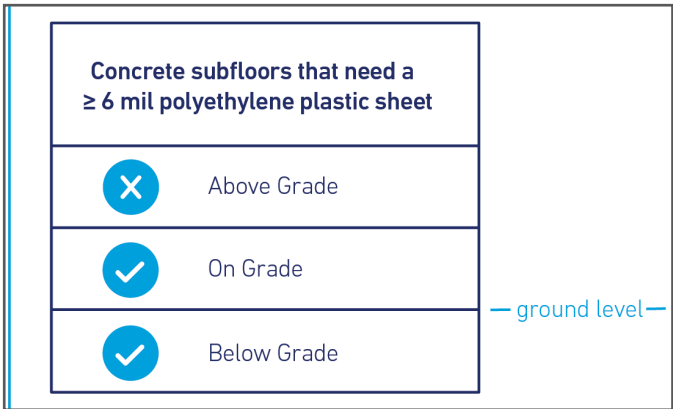 Concrete subfloors that need a
≥ 6 mil polyethylene plastic sheet
Above Grade
On Grade
ground level
Below Grade